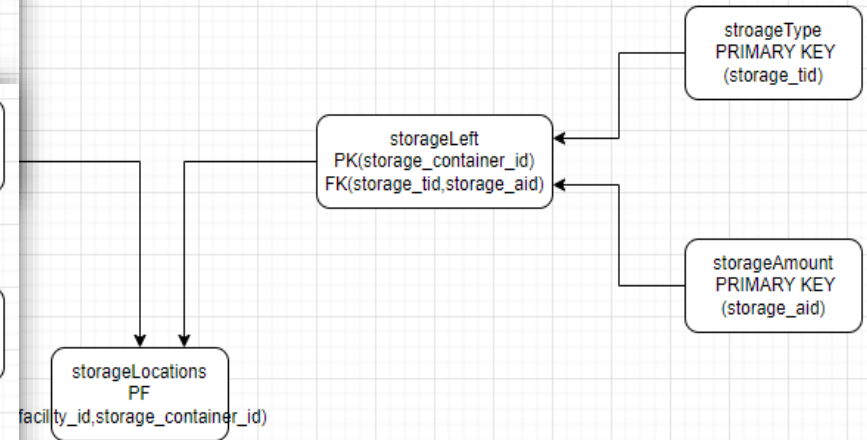 stroageType
PRIMARY KEY
(storage_tid)
storageLeft
PK(storage_container_id)
FK(storage_tid,storage_aid)
storageAmount
PRIMARY KEY
(storage_aid)
storageLocations
PF
facility_id,storage_container_id)